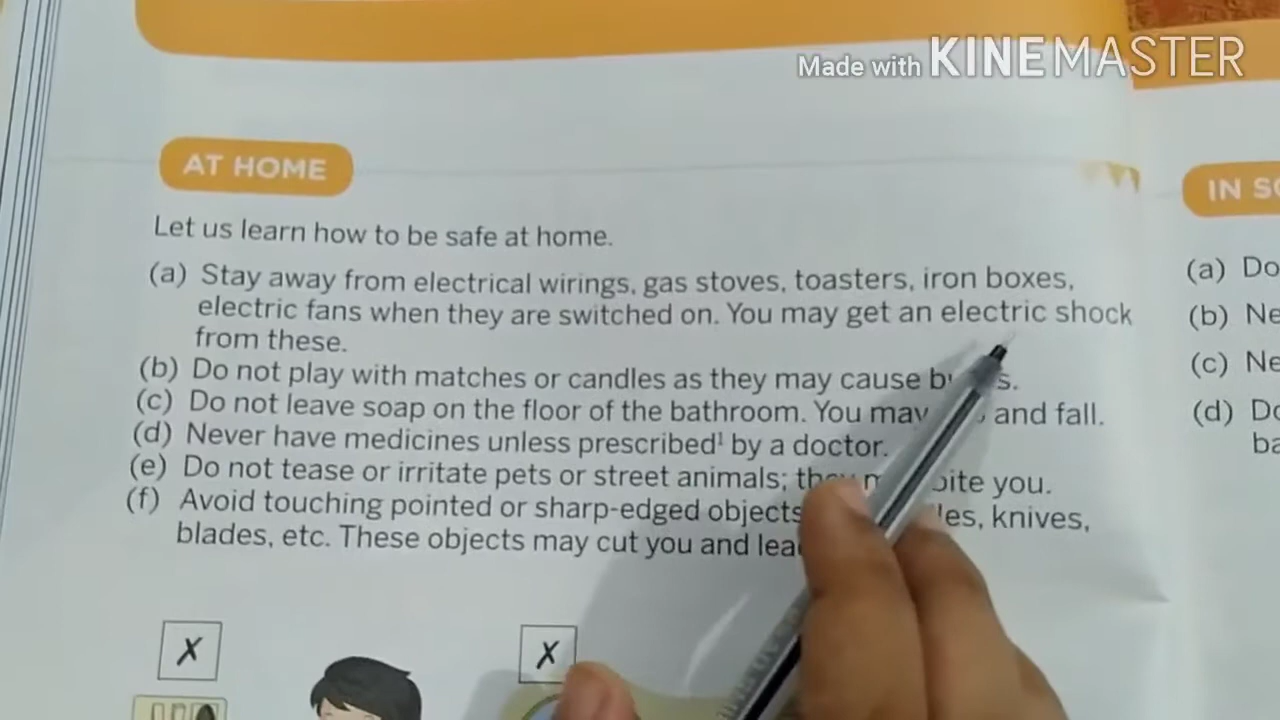 Made with KINEMASTER
AT HOME
Let us learn how to be safe at home.
(a) Stay away from electrical wirings, gas stoves, toasters, iron boxes,
electric fans when they are switched on. You may get an electric shock
from these.
(b) Do not play with matches or candles as they may cause
(c) Do not leave soap on the floor of the bathroom. You may and fall.
(d) Never have medicines unless prescribed¹ by a doctor.
(e) Do not tease or irritate pets or street animals; they bite you.
(f) Avoid touching pointed or sharp-edged objects knives,
blades, etc. These objects may cut you and
✗ ✗
IN
(a) Do
(b)
(c)
(d)